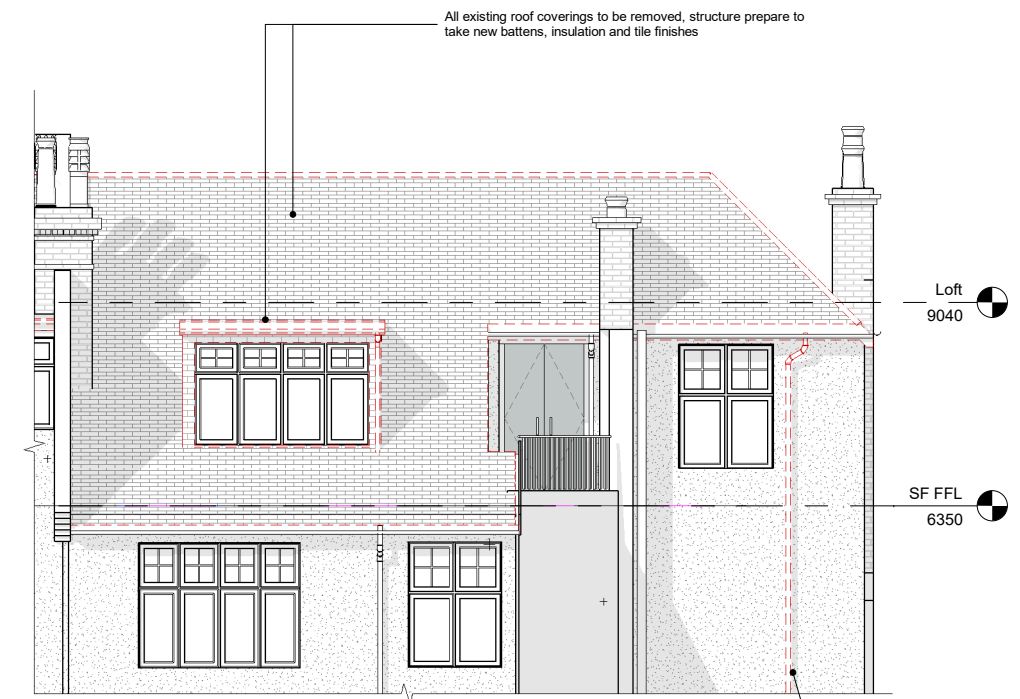 All existing roof coverings to be removed, structure prepare to
take new battens, insulation and tile finishes
Loft
9040
SF FFL
6350